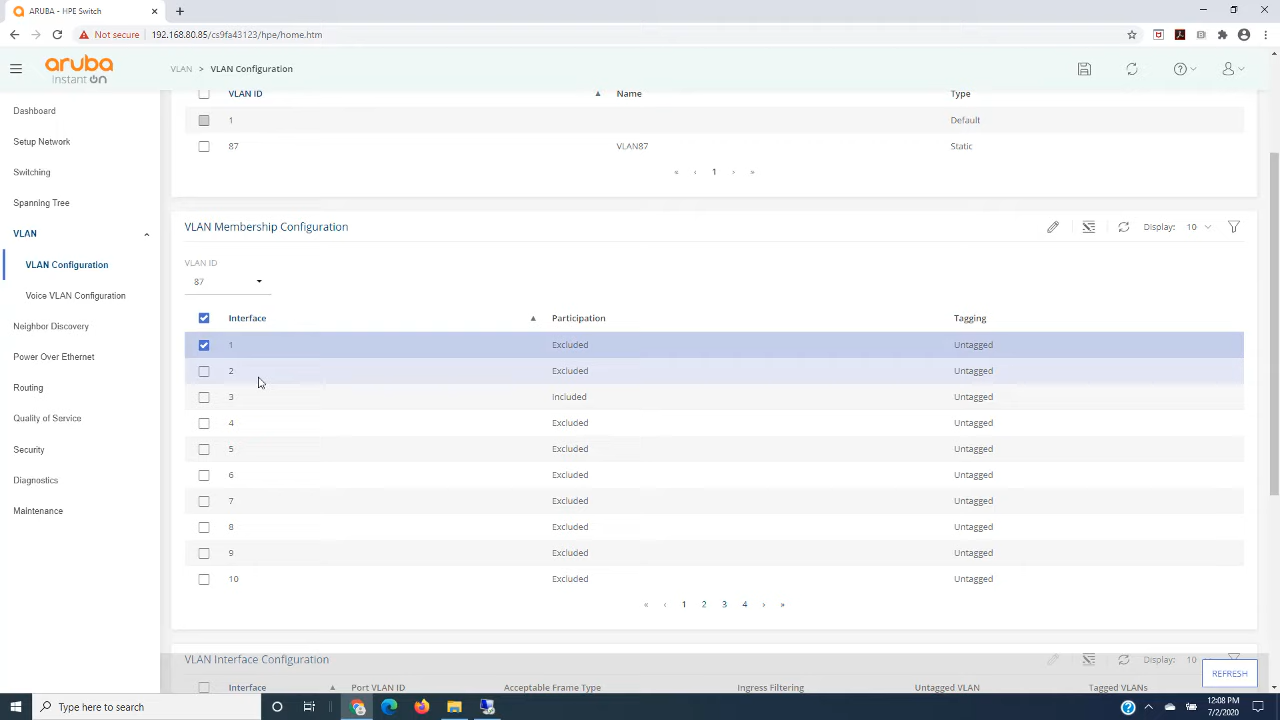 ARUBA - HPE Switch
Not secure 192.168.80.85/cs9fa43123/hpe/home.htm
aruba
instant on
VLAN > VLAN Configuration
Dashboard
Setup Network
Switching
Spanning Tree
VLAN
VLAN Configuration
Voice VLAN Configuration
Neighbor Discovery
Power Over Ethernet
Routing
Quality of Service
Security
Diagnostics
Maintenance
VLAN ID Name Type
1 Default
87 VLAN87 Static
« ‹ 1 › »
VLAN Membership Configuration Display: 10
VLAN ID
87
Interface Participation Tagging
1 Excluded Untagged
2 Excluded Untagged
3 Included Untagged
4 Excluded Untagged
5 Excluded Untagged
6 Excluded Untagged
7 Excluded Untagged
8 Excluded Untagged
9 Excluded Untagged
10 Excluded Untagged
« ‹ 1 2 3 4 › »
VLAN Interface Configuration Display: 10
REFRESH
Interface Port VLAN ID Acceptable Frame Type Ingress Filtering Untagged VLAN Tagged VLANs
Type here to search
12:08 PM
7/2/2020